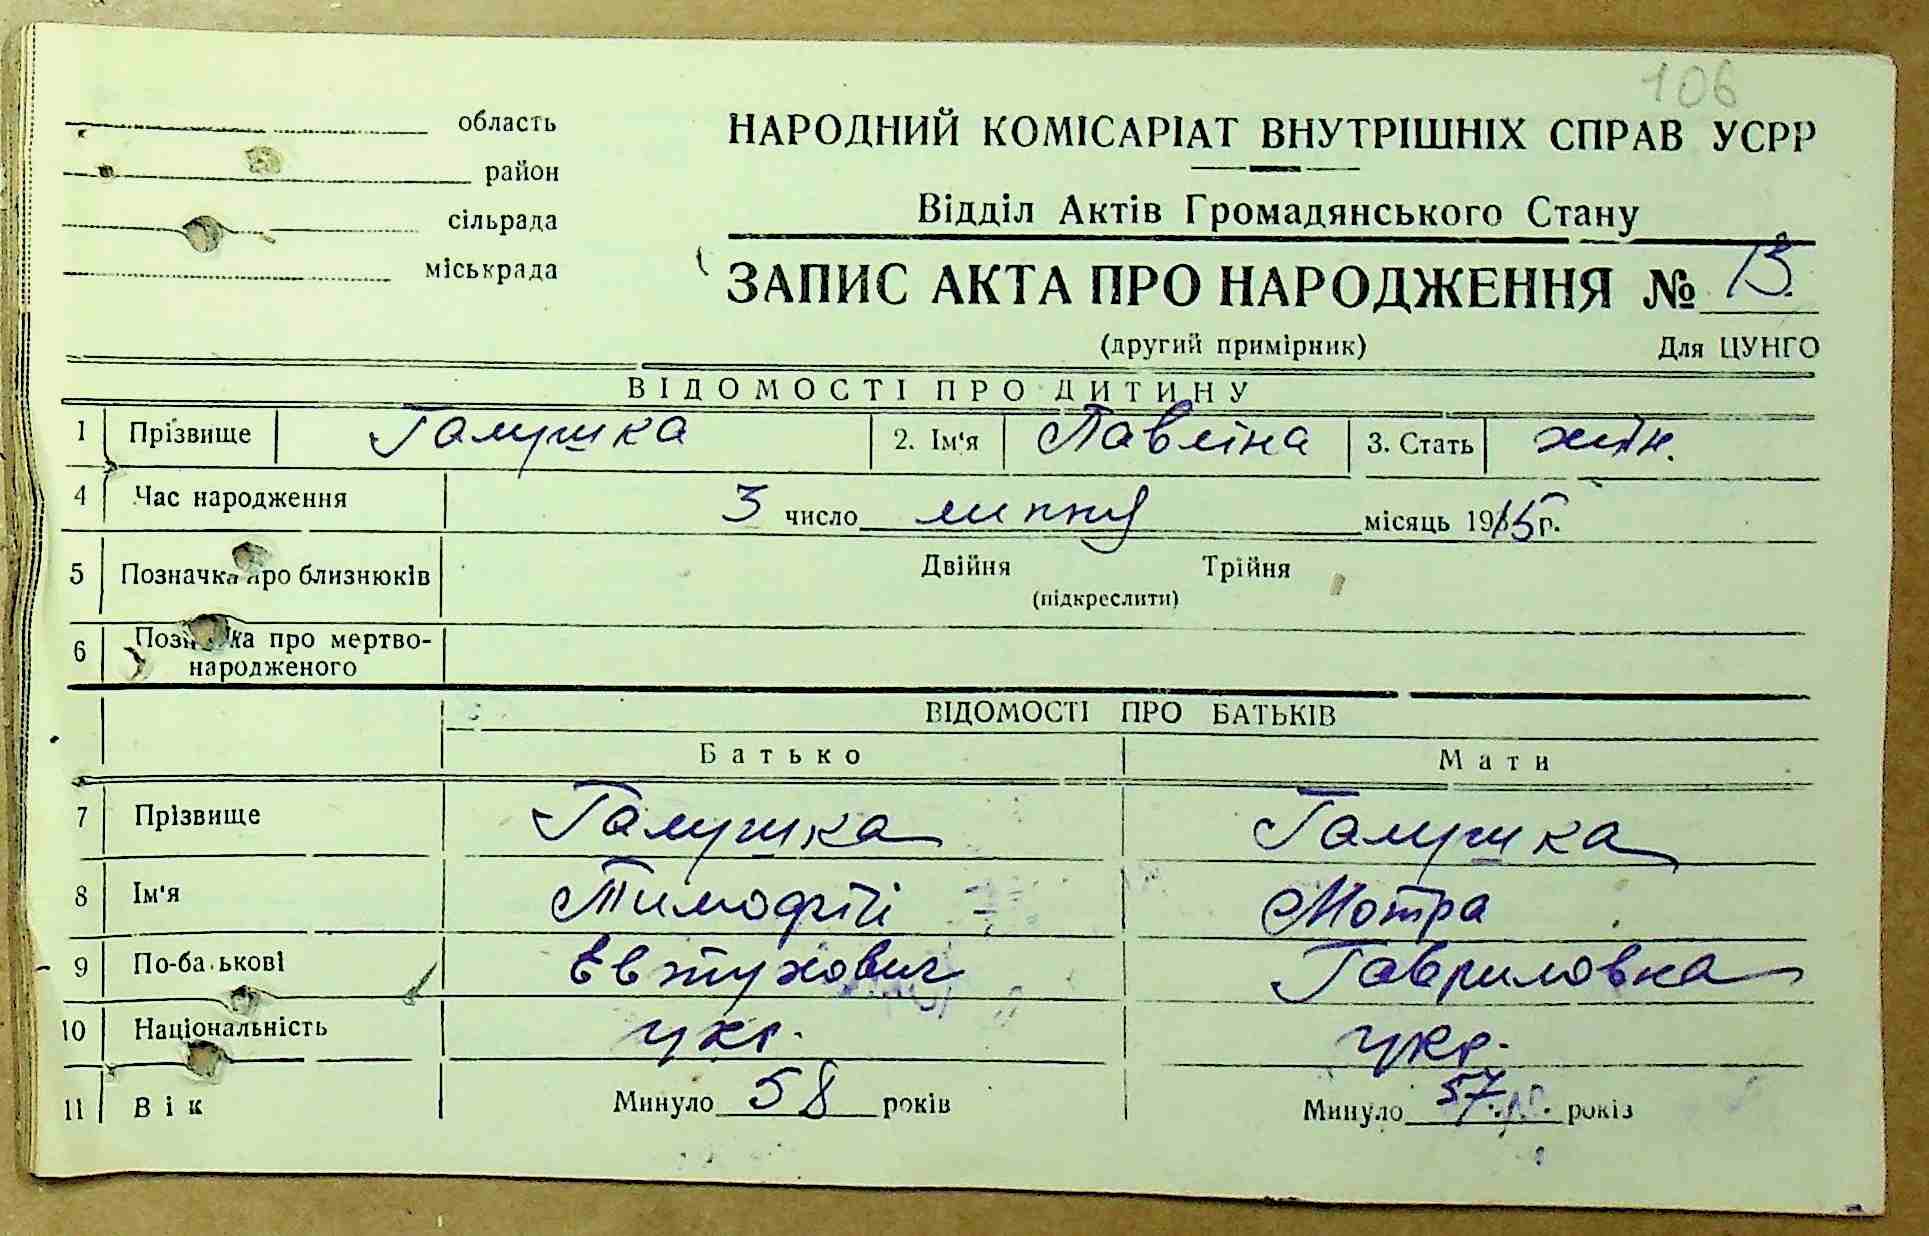 106
область
район
сільрада
міськрада
НАРОДНИЙ КОМІСАРІАТ ВНУТРІШНІХ СПРАВ УСРР
Відділ Актів Громадянського Стану
ЗАПИС АКТА ПРО НАРОДЖЕННЯ № 13.
(другий примірник) Для ЦУНГО
ВІДОМОСТІ ПРО ДИТИНУ
1 Прізвище Галушка 2. Ім'я Павліна 3. Стать жін.
4 Час народження 3 число липня місяць 1915г.
5 Позначка про близнюків Двійня Трійня
(підкреслити)
6 Позначка про мертво-
народженого
ВІДОМОСТІ ПРО БАТЬКІВ
Батько Мати
7 Прізвище Галушка Галушка
8 Ім'я Тимофій Мотра
9 По-батькові Евтухович Гавриловна
10 Національність укр. укр.
11 Вік Минуло 58 років Минуло 57 років